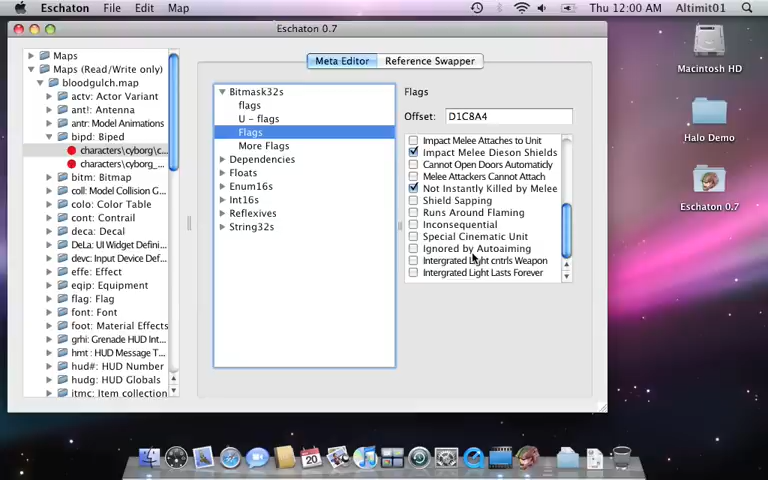 Eschaton File Edit Map Thu 12:00 AM Altimit01
Eschaton 0.7
Maps
Maps (Read/Write only)
bloodgulch.map
actv: Actor Variant
ant!: Antenna
antr: Model Animations
bipd: Biped
characters\cyborg\c...
characters\cyborg_...
bitm: Bitmap
coll: Model Collision G...
colo: Color Table
cont: Contrail
deca: Decal
DeLa: UI Widget Defini...
devc: Input Device Def...
effe: Effect
eqip: Equipment
flag: Flag
font: Font
foot: Material Effects
grhi: Grenade HUD Int...
hmt : HUD Message T...
hud#: HUD Number
hudg: HUD Globals
itmc: Item collection
Meta Editor Reference Swapper
Bitmask32s
flags
U - flags
Flags
More Flags
Dependencies
Floats
Enum16s
Int16s
Reflexives
String32s
Flags
Offset: D1C8A4
Impact Melee Attaches to Unit
Impact Melee Dieson Shields
Cannot Open Doors Automaticly
Melee Attackers Cannot Attach
Not Instantly Killed by Melee
Shield Sapping
Runs Around Flaming
Inconsequential
Special Cinematic Unit
Ignored by Autoaiming
Intergrated Light cntrls Weapon
Intergrated Light Lasts Forever
Macintosh HD
Halo Demo
Eschaton 0.7